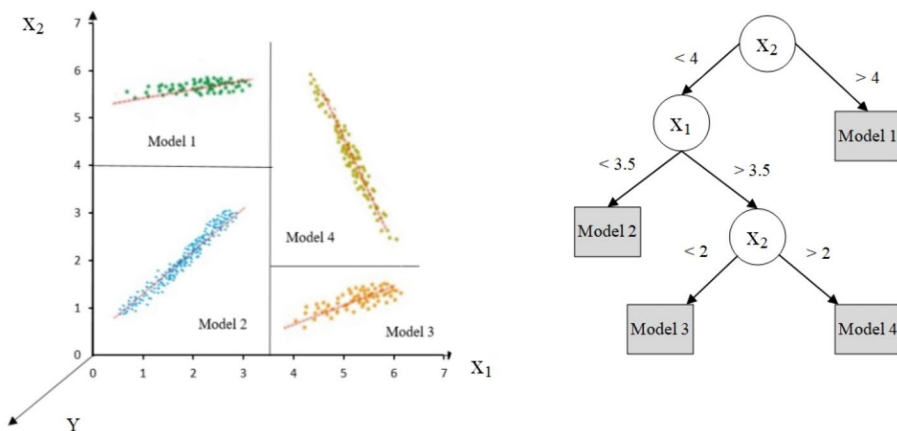 X2
7
6
5
4
3
2
1
0
0 1 2 3 4 5 6 7
X1
Y
Model 1
Model 4
Model 2
Model 3
X2
< 4
> 4
X1
Model 1
< 3.5
> 3.5
Model 2
X2
< 2
> 2
Model 3
Model 4